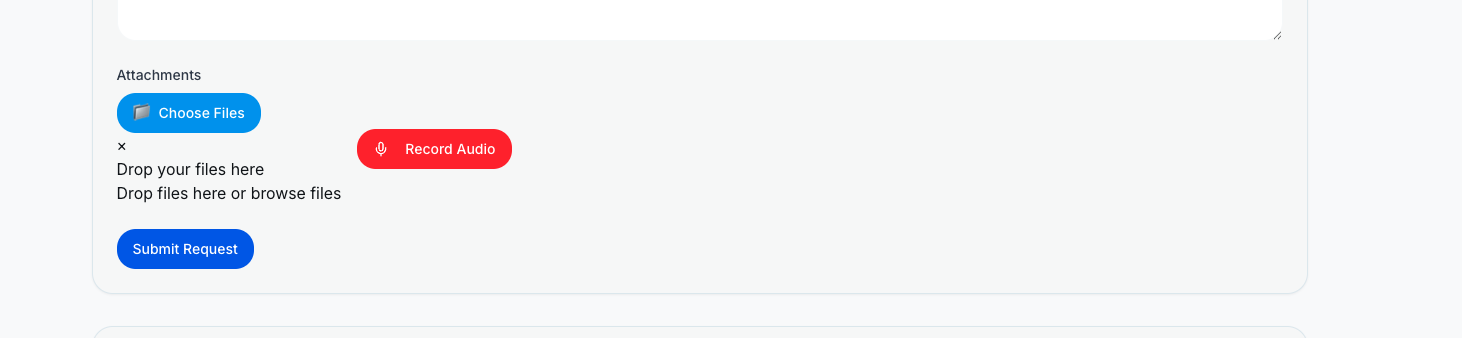 Attachments
Choose Files
×
Record Audio
Drop your files here
Drop files here or browse files
Submit Request